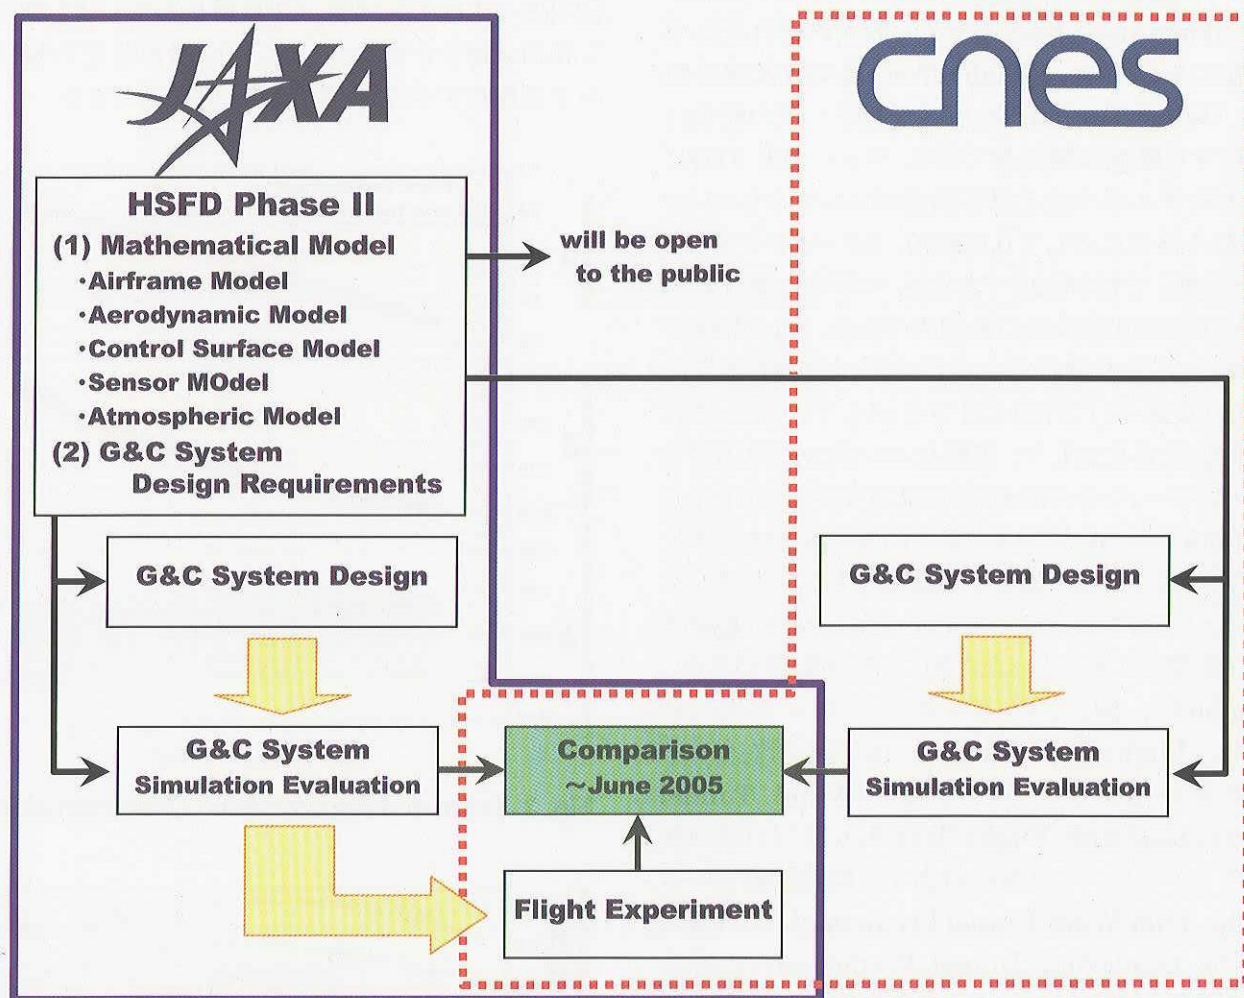 JAXA
cnes
HSFD Phase II
(1) Mathematical Model
・Airframe Model
・Aerodynamic Model
・Control Surface Model
・Sensor MOdel
・Atmospheric Model
(2) G&C System
Design Requirements
will be open
to the public
G&C System Design
G&C System Design
G&C System
Simulation Evaluation
Comparison
～June 2005
G&C System
Simulation Evaluation
Flight Experiment